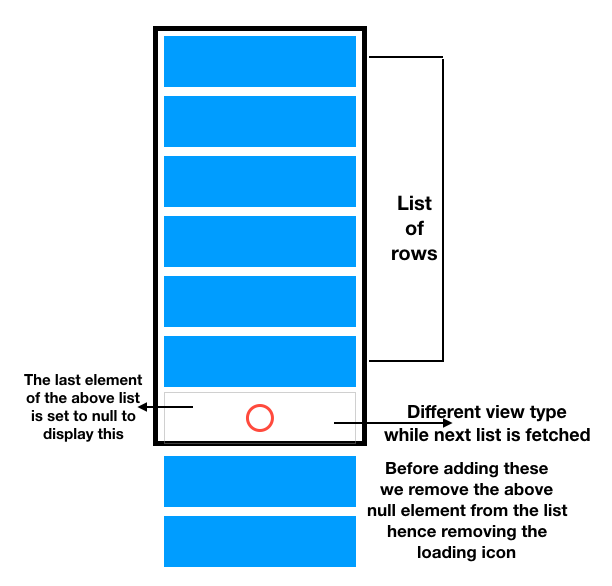 List
of
rows
The last element
of the above list
is set to null to
display this
Different view type
while next list is fetched
Before adding these
we remove the above
null element from the list
hence removing the
loading icon